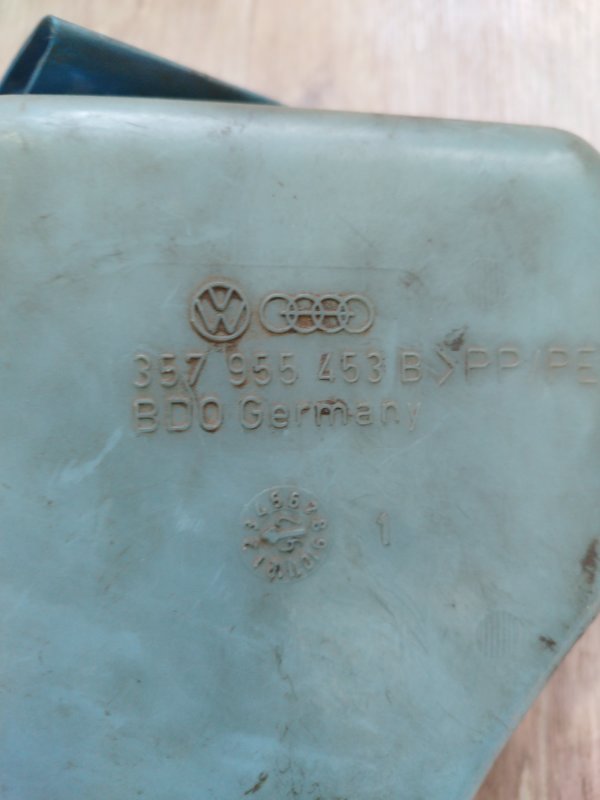 VW
357 955 453 B >PP/PE
BDO Germany
1